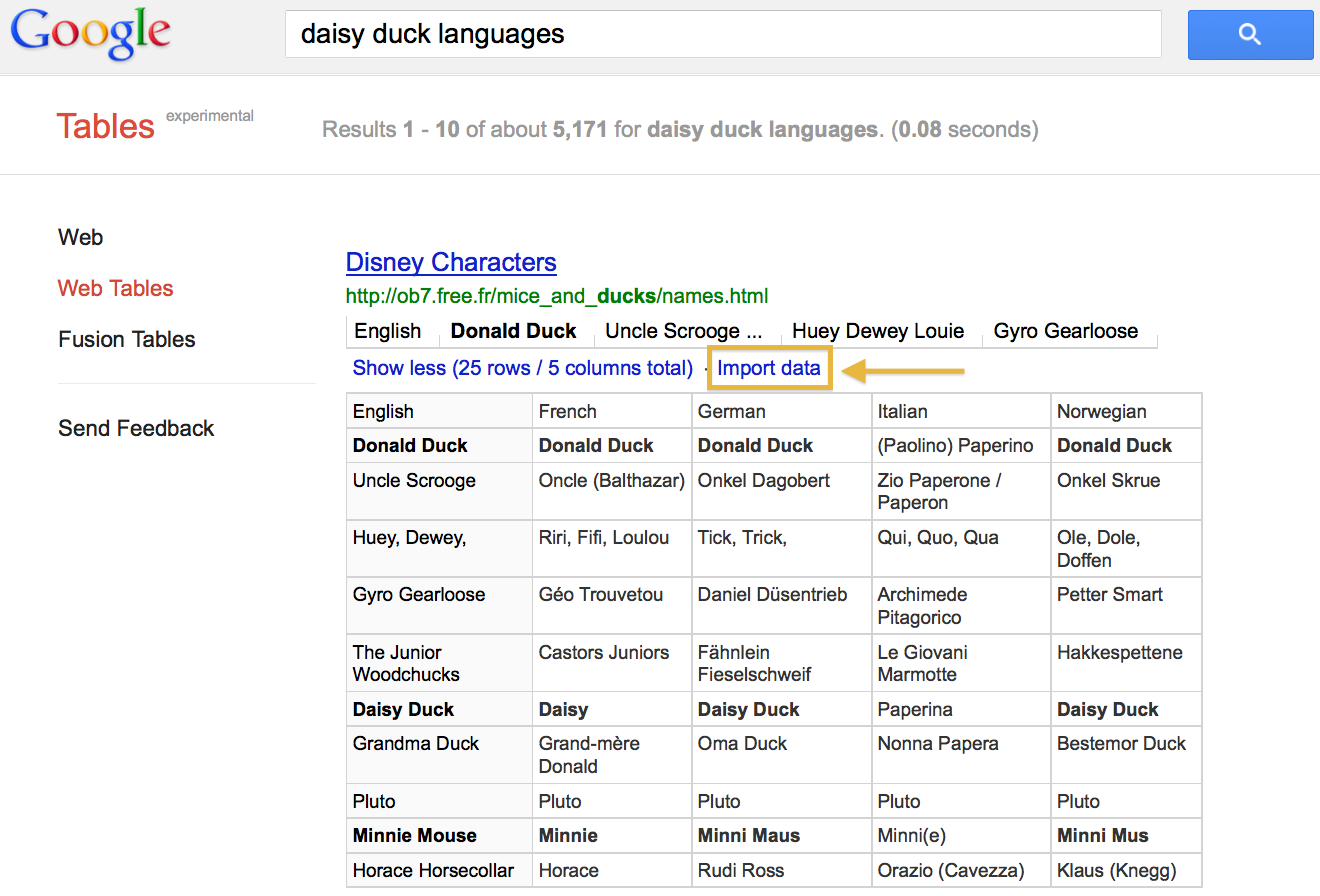 Google
daisy duck languages
Tables experimental
Results 1 - 10 of about 5,171 for daisy duck languages. (0.08 seconds)
Web
Web Tables
Fusion Tables
Send Feedback
Disney Characters
http://ob7.free.fr/mice_and_ducks/names.html
English Donald Duck Uncle Scrooge ... Huey Dewey Louie Gyro Gearloose
Show less (25 rows / 5 columns total) - Import data
English French German Italian Norwegian
Donald Duck Donald Duck Donald Duck (Paolino) Paperino Donald Duck
Uncle Scrooge Oncle (Balthazar) Onkel Dagobert Zio Paperone / Onkel Skrue
Paperon
Huey, Dewey, Riri, Fifi, Loulou Tick, Trick, Qui, Quo, Qua Ole, Dole,
Doffen
Gyro Gearloose Géo Trouvetou Daniel Düsentrieb Archimede Petter Smart
Pitagorico
The Junior Castors Juniors Fähnlein Le Giovani Hakkespettene
Woodchucks Fieselschweif Marmotte
Daisy Duck Daisy Daisy Duck Paperina Daisy Duck
Grandma Duck Grand-mère Oma Duck Nonna Papera Bestemor Duck
Donald
Pluto Pluto Pluto Pluto Pluto
Minnie Mouse Minnie Minni Maus Minni(e) Minni Mus
Horace Horsecollar Horace Rudi Ross Orazio (Cavezza) Klaus (Knegg)